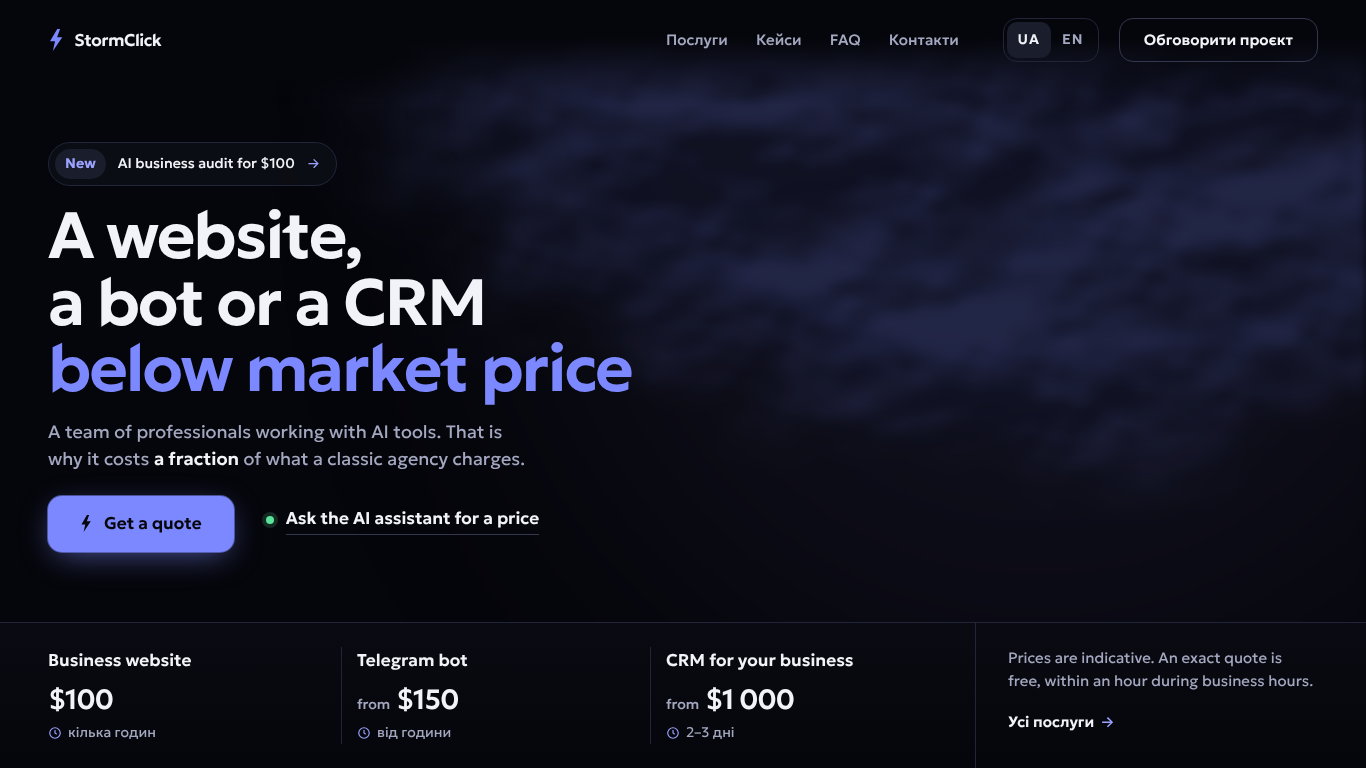 StormClick
Послуги Кейси FAQ Контакти UA EN Обговорити проєкт
New AI business audit for $100 →
A website,
a bot or a CRM
below market price
A team of professionals working with AI tools. That is
why it costs a fraction of what a classic agency charges.
Get a quote
Ask the AI assistant for a price
Business website
$100
кілька годин
Telegram bot
from $150
від години
CRM for your business
from $1 000
2–3 дні
Prices are indicative. An exact quote is
free, within an hour during business hours.
Усі послуги →